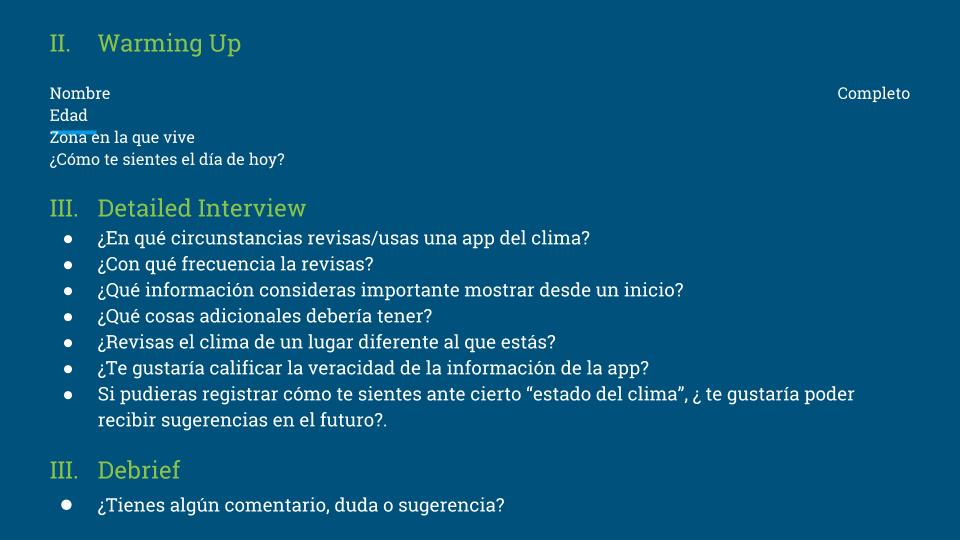 II. Warming Up
Nombre Completo
Edad
Zona en la que vive
¿Cómo te sientes el día de hoy?
III. Detailed Interview
● ¿En qué circunstancias revisas/usas una app del clima?
● ¿Con qué frecuencia la revisas?
● ¿Qué información consideras importante mostrar desde un inicio?
● ¿Qué cosas adicionales debería tener?
● ¿Revisas el clima de un lugar diferente al que estás?
● ¿Te gustaría calificar la veracidad de la información de la app?
● Si pudieras registrar cómo te sientes ante cierto “estado del clima”, ¿ te gustaría poder
recibir sugerencias en el futuro?.
III. Debrief
● ¿Tienes algún comentario, duda o sugerencia?